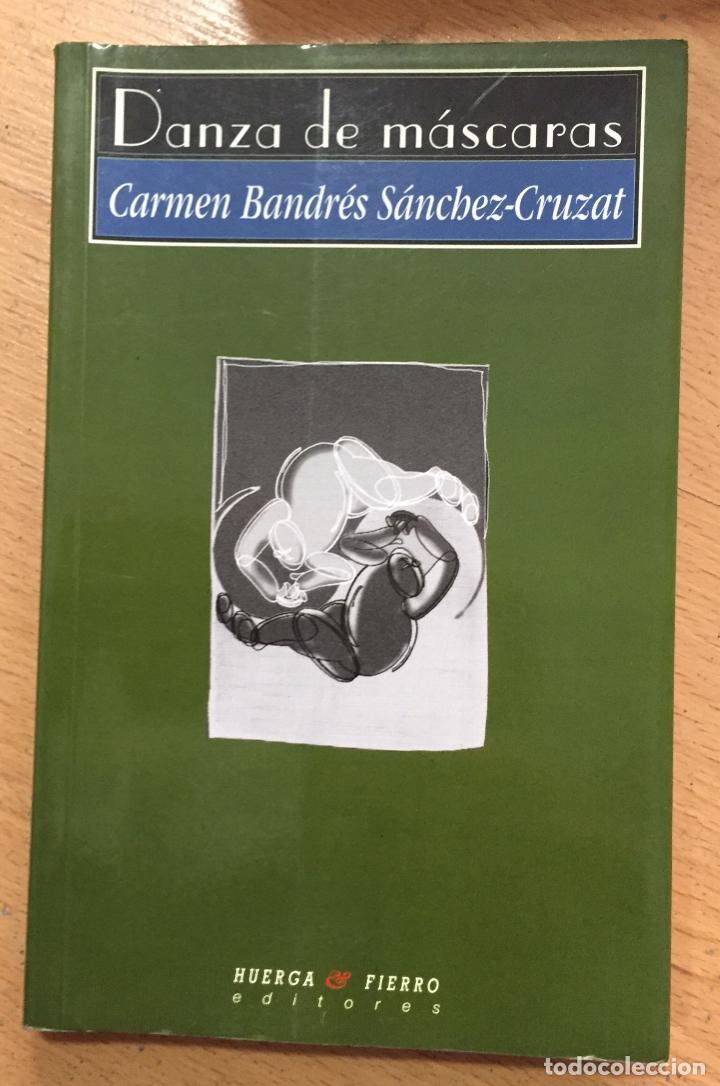 Danza de máscaras
Carmen Bandrés Sánchez-Cruzat
HUERGA & FIERRO
editores
todocoleccion